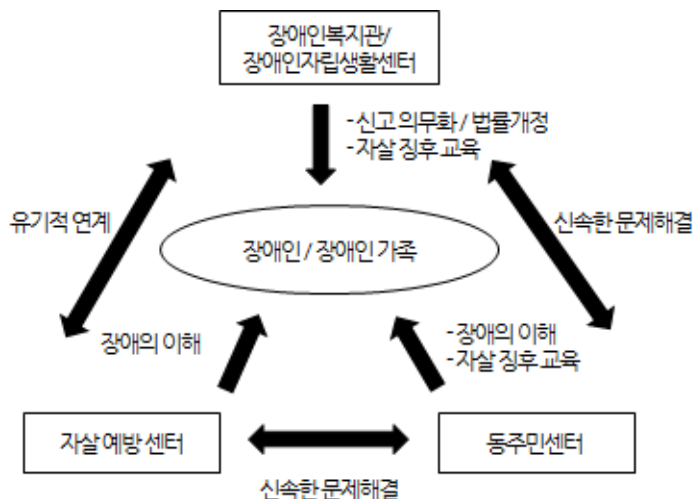 장애인복지관/
장애인자립생활센터
- 신고 의무화 / 법률개정
- 자살 징후 교육
유기적 연계
신속한 문제해결
장애인 / 장애인 가족
장애의 이해
- 장애의 이해
- 자살 징후 교육
자살 예방 센터
동주민센터
신속한 문제해결